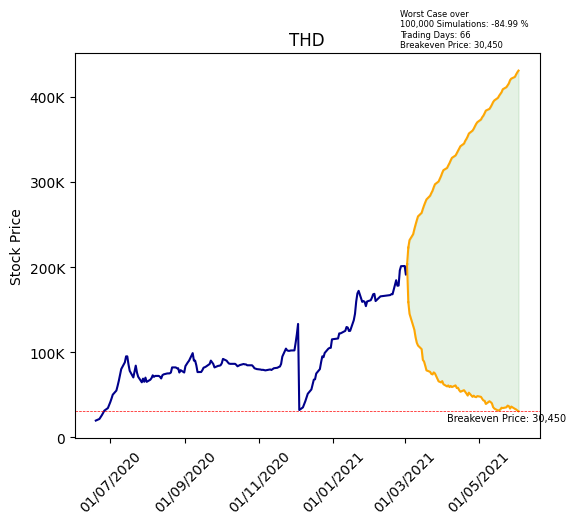 Worst Case over
100,000 Simulations: -84.99 %
Trading Days: 66
Breakeven Price: 30,450
THD
Stock Price
400K
300K
200K
100K
0
Breakeven Price: 30,450
01/07/2020
01/09/2020
01/11/2020
01/01/2021
01/03/2021
01/05/2021